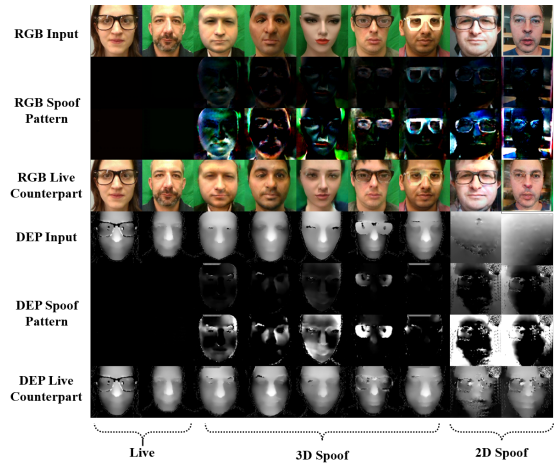 RGB Input
RGB Spoof
Pattern
RGB Live
Counterpart
DEP Input
DEP Spoof
Pattern
DEP Live
Counterpart
Live
3D Spoof
2D Spoof